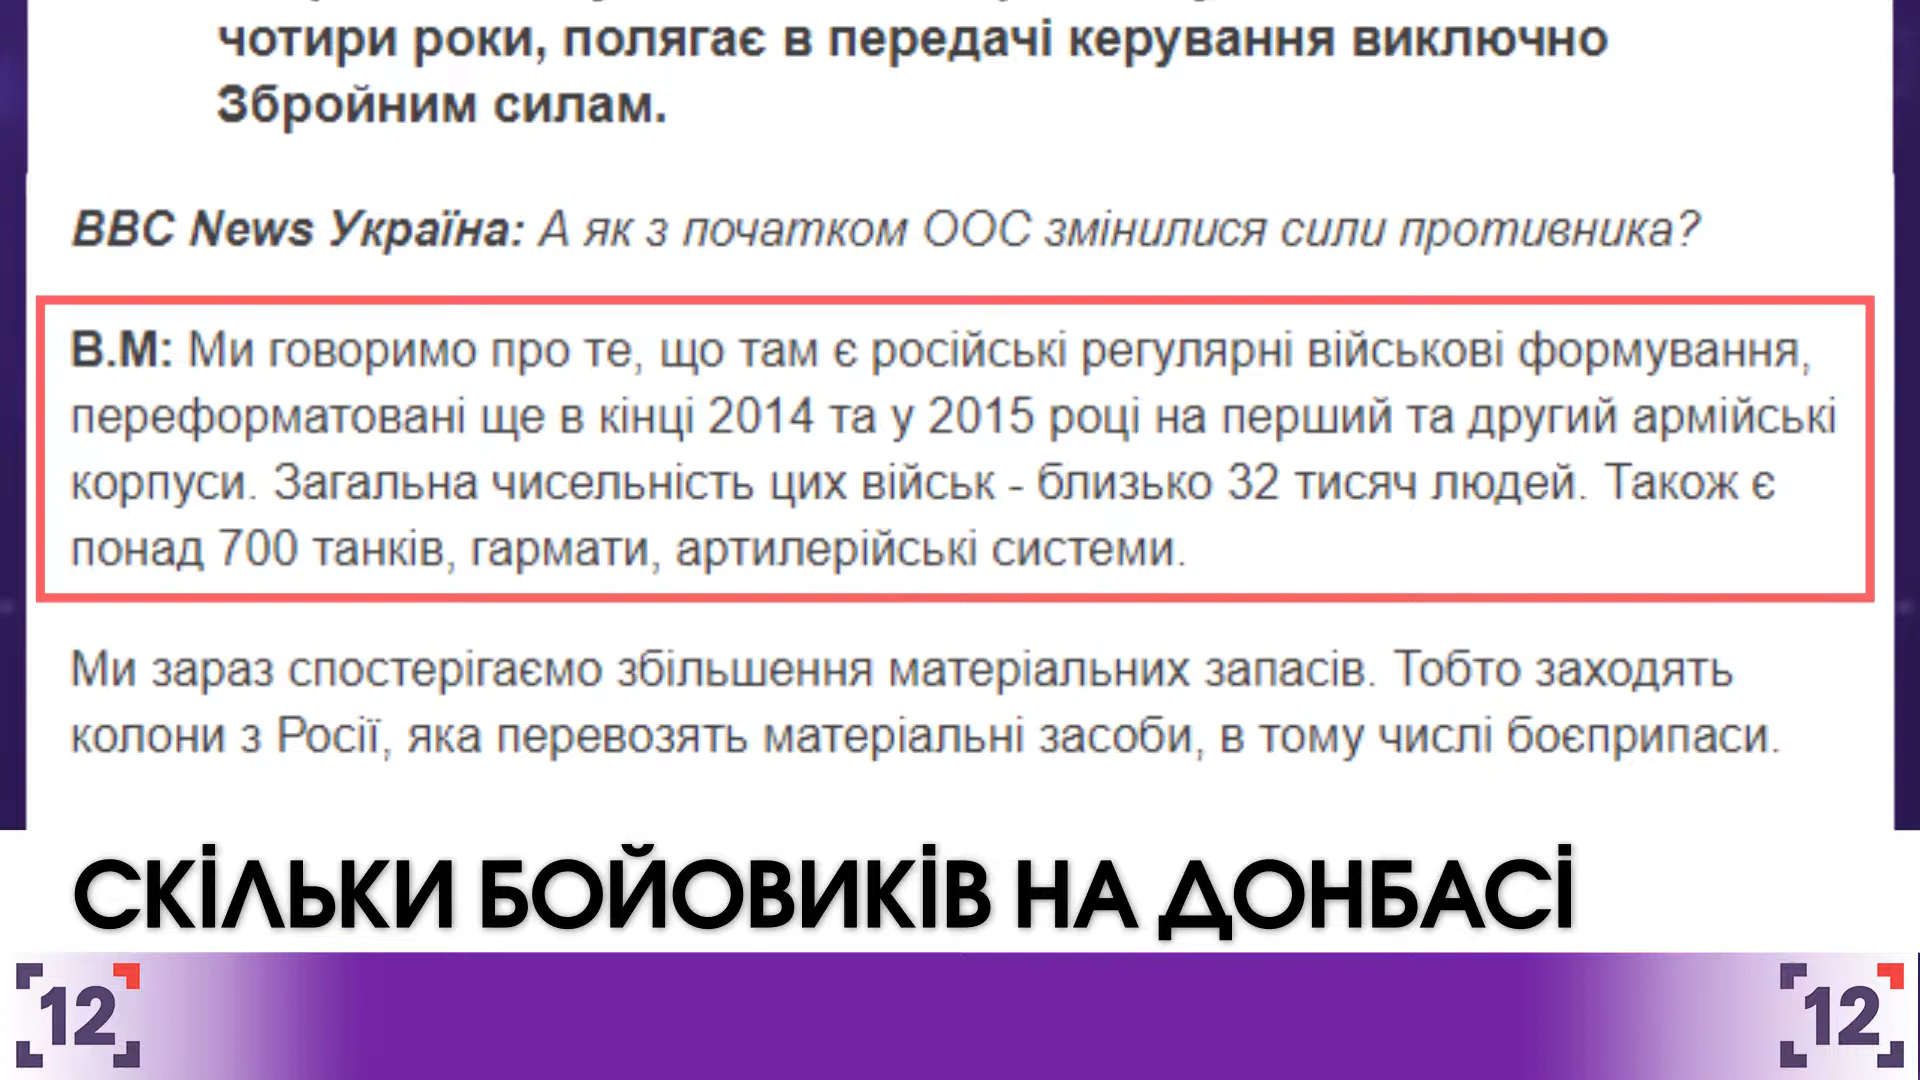 чотири роки, полягає в передачі керування виключно
Збройним силам.
BBC News Україна: А як з початком ООС змінилися сили противника?
В.М: Ми говоримо про те, що там є російські регулярні військові формування,
переформатовані ще в кінці 2014 та у 2015 році на перший та другий армійські
корпуси. Загальна чисельність цих військ - близько 32 тисяч людей. Також є
понад 700 танків, гармати, артилерійські системи.
Ми зараз спостерігаємо збільшення матеріальних запасів. Тобто заходять
колони з Росії, яка перевозять матеріальні засоби, в тому числі боєприпаси.
СКІЛЬКИ БОЙОВИКІВ НА ДОНБАСІ
12
12